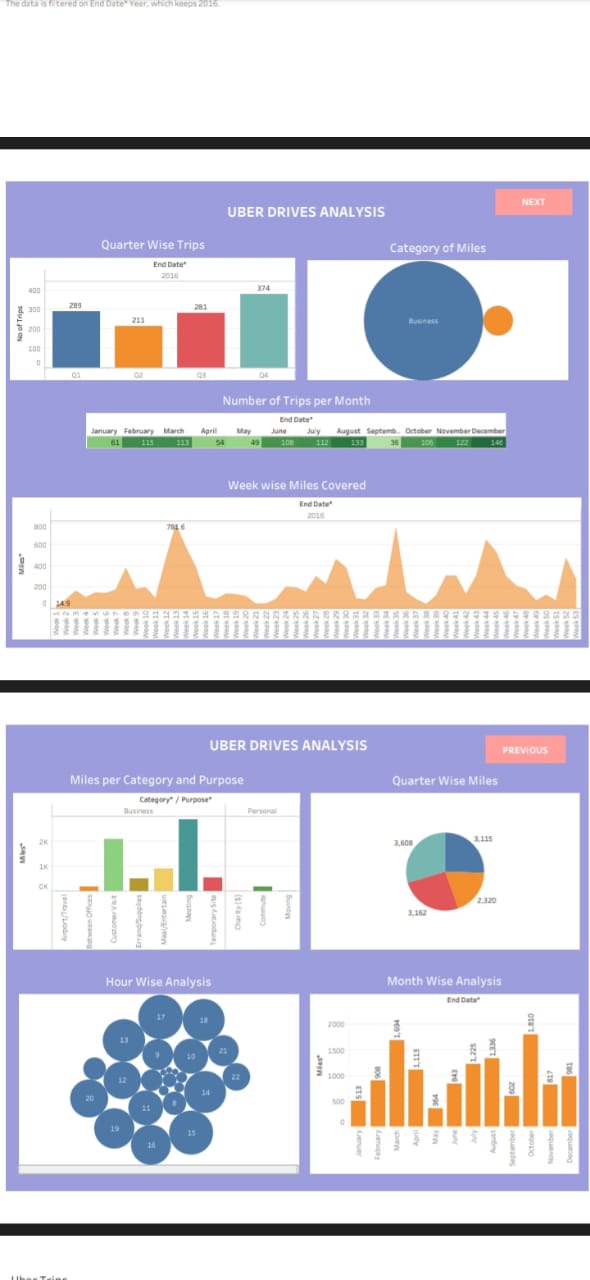 The data is filtered on End Date* Year, which keeps 2016.
UBER DRIVES ANALYSIS
NEXT
Quarter Wise Trips
End Date*
2016
No of Trips
400
300
200
100
0
289
211
281
374
Q1
Q2
Q3
Q4
Category of Miles
Business
Number of Trips per Month
End Date*
January February March April May June July August Septemb.. October November December
61 115 113 54 49 108 112 133 36 106 122 146
Week wise Miles Covered
End Date*
2016
Miles*
800
600
400
200
0
14.9
781.6
Week 1
Week 2
Week 3
Week 4
Week 5
Week 6
Week 7
Week 8
Week 9
Week 10
Week 11
Week 12
Week 13
Week 14
Week 15
Week 16
Week 17
Week 18
Week 19
Week 20
Week 21
Week 22
Week 23
Week 24
Week 25
Week 26
Week 27
Week 28
Week 29
Week 30
Week 31
Week 32
Week 33
Week 34
Week 35
Week 36
Week 37
Week 38
Week 39
Week 40
Week 41
Week 42
Week 43
Week 44
Week 45
Week 46
Week 47
Week 48
Week 49
Week 50
Week 51
Week 52
Week 53
UBER DRIVES ANALYSIS
PREVIOUS
Miles per Category and Purpose
Category* / Purpose*
Business
Personal
Miles*
2K
1K
0K
Airport/Travel
Between Offices
Customer Visit
Errand/Supplies
Meal/Entertain
Meeting
Temporary Site
Charity ($)
Commute
Moving
Quarter Wise Miles
3,608
3,115
3,162
2,320
Hour Wise Analysis
17
18
13
9
10
21
22
12
14
20
11
8
19
15
16
Month Wise Analysis
End Date*
Miles*
2000
1500
1000
500
0
513
908
1,694
1,113
364
843
1,225
1,336
602
1,810
817
981
January
February
March
April
May
June
July
August
September
October
November
December
Uber Trips